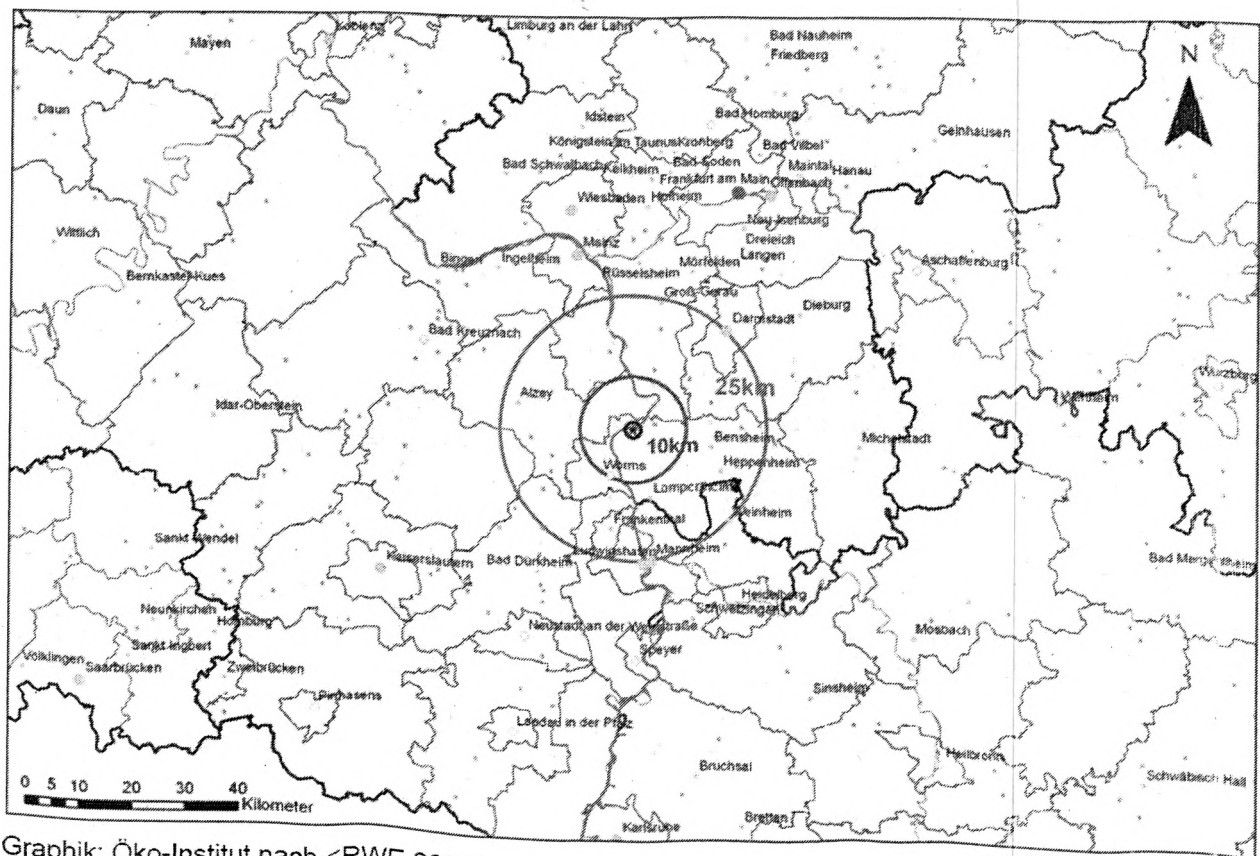 Limburg an der Lahn
Koblenz
Bad Nauheim
Mayen
Friedberg
N
Daun
Idstein
Bad Homburg
Gelnhausen
Königstein im Taunus Kronberg
Bad Vilbel
Bad Schwalbach Kelkheim
Bad Soden
Maintal
Hanau
Frankfurt am Main
Offenbach
Wiesbaden
Hofheim
Neu-Isenburg
Wittlich
Mainz
Dreieich
Bingen
Ingelheim
Langen
Mörfelden
Aschaffenburg
Bernkastel-Kues
Rüsselsheim
Groß-Gerau
Dieburg
Darmstadt
Bad Kreuznach
Würzburg
Alzey
25km
Wertheim
Idar-Oberstein
10km
Bensheim
Michelstadt
Worms
Heppenheim
Lampertheim
Weinheim
Frankenthal
Sankt Wendel
Ludwigshafen
Mannheim
Kaiserslautern
Bad Dürkheim
Bad Mergentheim
Heidelberg
Neunkirchen
Schwetzingen
Homburg
Neustadt an der Weinstraße
Mosbach
Sankt Ingbert
Speyer
Völklingen
Saarbrücken
Zweibrücken
Sinsheim
Pirmasens
Landau in der Pfalz
Heilbronn
Bruchsal
Schwäbisch Hall
0 5 10 20 30 40
Kilometer
Karlsruhe
Bretten
Graphik: Öko-Institut nach <RWE